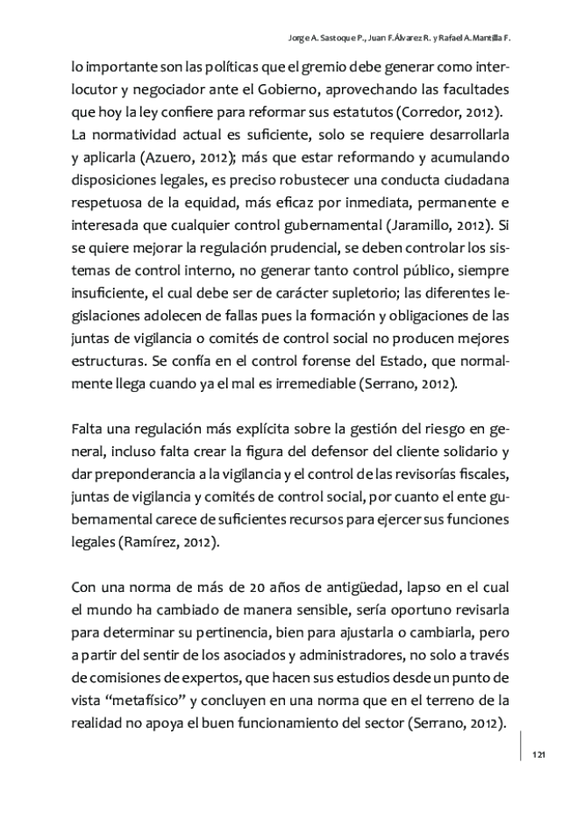 Jorge A. Sastoque P., Juan F. Álvarez R. y Rafael A. Mantilla F.
lo importante son las políticas que el gremio debe generar como inter-
locutor y negociador ante el Gobierno, aprovechando las facultades
que hoy la ley confiere para reformar sus estatutos (Corredor, 2012).
La normatividad actual es suficiente, solo se requiere desarrollarla
y aplicarla (Azuero, 2012); más que estar reformando y acumulando
disposiciones legales, es preciso robustecer una conducta ciudadana
respetuosa de la equidad, más eficaz por inmediata, permanente e
interesada que cualquier control gubernamental (Jaramillo, 2012). Si
se quiere mejorar la regulación prudencial, se deben controlar los sis-
temas de control interno, no generar tanto control público, siempre
insuficiente, el cual debe ser de carácter supletorio; las diferentes le-
gislaciones adolecen de fallas pues la formación y obligaciones de las
juntas de vigilancia o comités de control social no producen mejores
estructuras. Se confía en el control forense del Estado, que normal-
mente llega cuando ya el mal es irremediable (Serrano, 2012).
Falta una regulación más explícita sobre la gestión del riesgo en ge-
neral, incluso falta crear la figura del defensor del cliente solidario y
dar preponderancia a la vigilancia y el control de las revisorías fiscales,
juntas de vigilancia y comités de control social, por cuanto el ente gu-
bernamental carece de suficientes recursos para ejercer sus funciones
legales (Ramírez, 2012).
Con una norma de más de 20 años de antigüedad, lapso en el cual
el mundo ha cambiado de manera sensible, sería oportuno revisarla
para determinar su pertinencia, bien para ajustarla o cambiarla, pero
a partir del sentir de los asociados y administradores, no solo a través
de comisiones de expertos, que hacen sus estudios desde un punto de
vista “metafísico” y concluyen en una norma que en el terreno de la
realidad no apoya el buen funcionamiento del sector (Serrano, 2012).
121